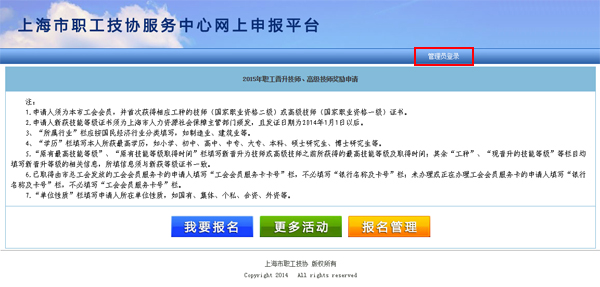 上海市职工技协服务中心网上申报平台
管理员登录
2015年职工晋升技师、高级技师奖励申请
注：
1.申请人须为本市工会会员，并首次获得相应工种的技师（国家职业资格二级）或高级技师（国家职业资格一级）证书。
2.申请人新获技能等级证书须为上海市人力资源社会保障主管部门颁发，且发证日期为2014年1月1日以后。
3、“所属行业”栏应按国民经济行业分类填写，如制造业、建筑业等。
4、“学历”栏填写本人所获最高学历，如小学、初中、高中、中专、大专、本科、硕士研究生、博士研究生等。
5、“原有最高技能等级”、“原有技能等级取得时间”栏填写新晋升为技师或高级技师之前所获得的最高技能等级及取得时间；其余“工种”、“现晋升的技能等级”等栏目均
填写新晋升等级的相关信息，所填信息须与新获等级证书一致。
6.已取得由市总工会发放的工会会员服务卡的申请人填写“工会会员服务卡卡号”栏，不必填写“银行名称及卡号”栏；未办理或正在办理工会会员服务卡的申请人填写“银行
名称及卡号”栏，不必填写“工会会员服务卡号”栏。
7、“单位性质”栏填写申请人所在单位性质，如国有、集体、个私、合资、外资等。
我要报名 更多活动 报名管理
上海市职工技协 版权所有
Copyright 2014 All rights reserved